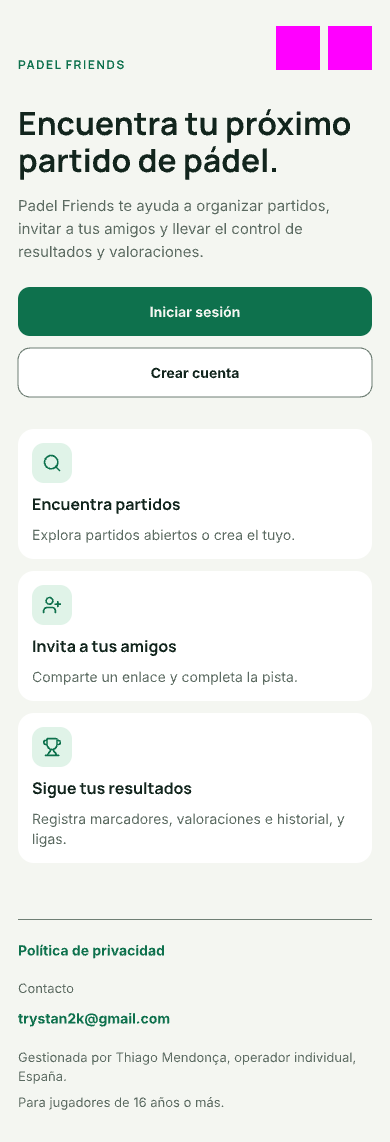 PADEL FRIENDS
Encuentra tu próximo
partido de pádel.
Padel Friends te ayuda a organizar partidos,
invitar a tus amigos y llevar el control de
resultados y valoraciones.
Iniciar sesión
Crear cuenta
Encuentra partidos
Explora partidos abiertos o crea el tuyo.
Invita a tus amigos
Comparte un enlace y completa la pista.
Sigue tus resultados
Registra marcadores, valoraciones e historial, y
ligas.
Política de privacidad
Contacto
trystan2k@gmail.com
Gestionada por Thiago Mendonça, operador individual,
España.
Para jugadores de 16 años o más.